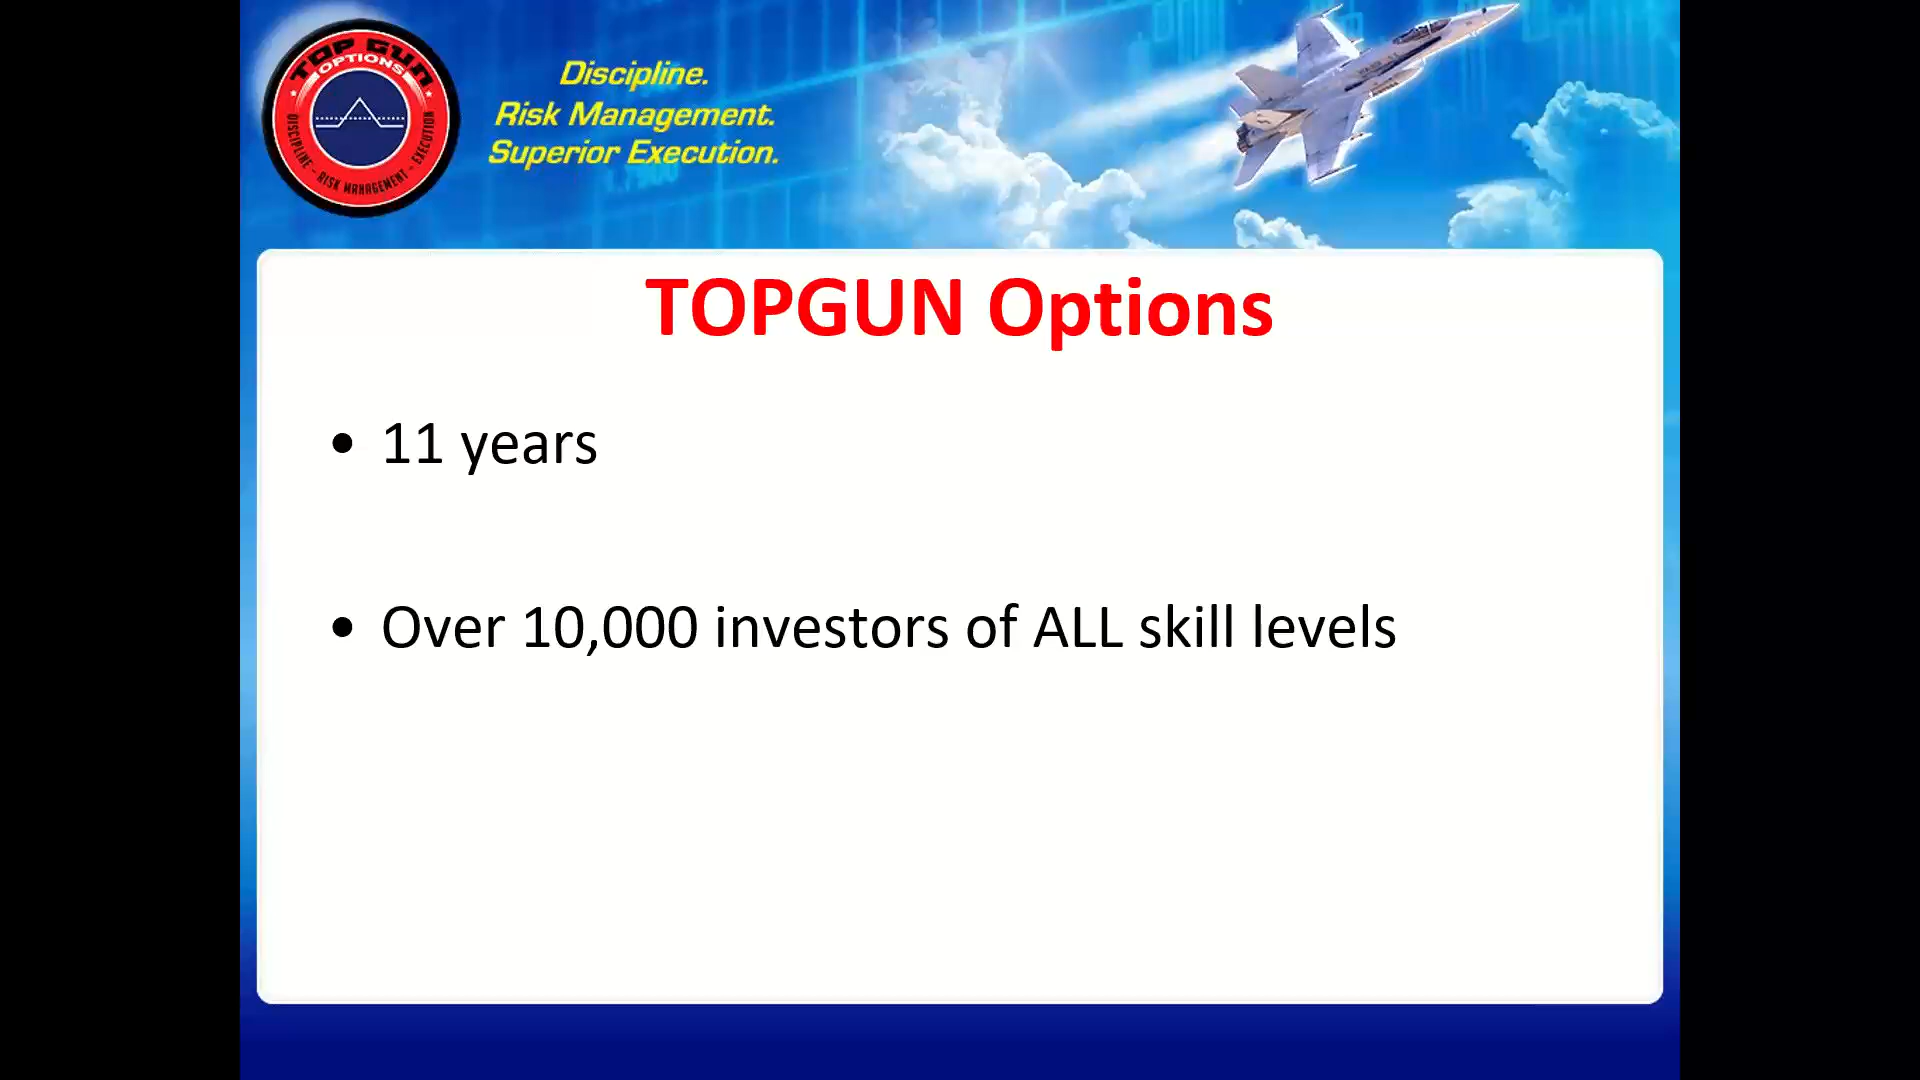 TOP GUN
OPTIONS
DISCIPLINE - RISK MANAGEMENT - EXECUTION
Discipline.
Risk Management.
Superior Execution.
TOPGUN Options
• 11 years
• Over 10,000 investors of ALL skill levels